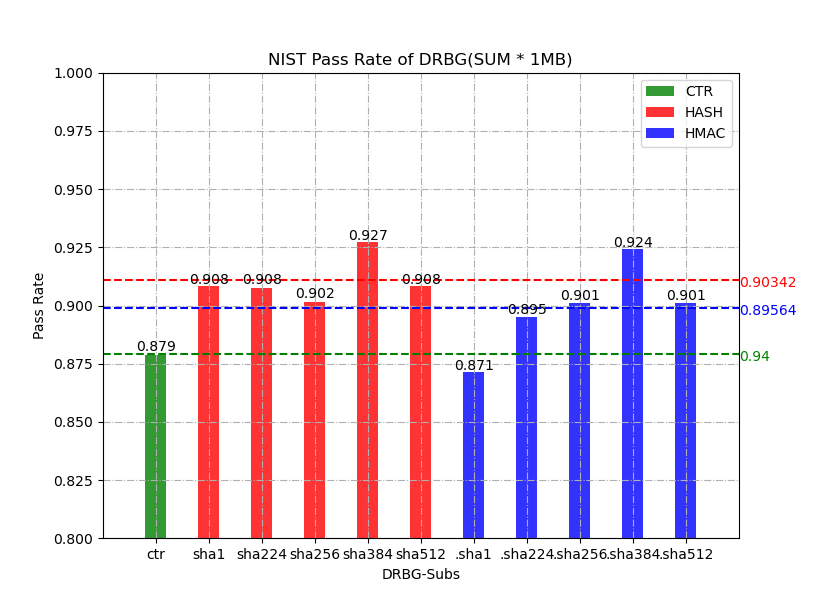 NIST Pass Rate of DRBG(SUM * 1MB)
1.000
0.975
0.950
0.925
0.900
0.875
0.850
0.825
0.800
Pass Rate
CTR
HASH
HMAC
0.879
0.908
0.908
0.902
0.927
0.908
0.871
0.895
0.901
0.924
0.901
0.90342
0.89564
0.94
ctr
sha1
sha224
sha256
sha384
sha512
.sha1
.sha224
.sha256
.sha384
.sha512
DRBG-Subs